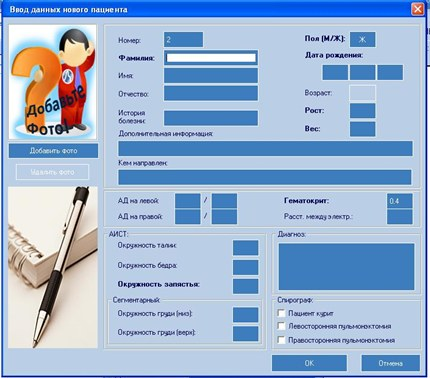 Ввод данных нового пациента
Добавьте
Фото!
Добавить фото
Удалить фото
Номер: 2
Пол (М/Ж): Ж
Фамилия:
Дата рождения:
Имя:
Отчество:
Возраст:
История
болезни:
Рост:
Вес:
Дополнительная информация:
Кем направлен:
АД на левой: /
Гематокрит: 0.4
АД на правой: /
Расст. между электр.:
АИСТ:
Диагноз:
Окружность талии:
Окружность бедра:
Окружность запястья:
Сегментарный:
Окружность груди (низ):
Окружность груди (верх):
Спирограф:
Пациент курит
Левосторонняя пульмонэктомия
Правосторонняя пульмонэктомия
ОК
Отмена